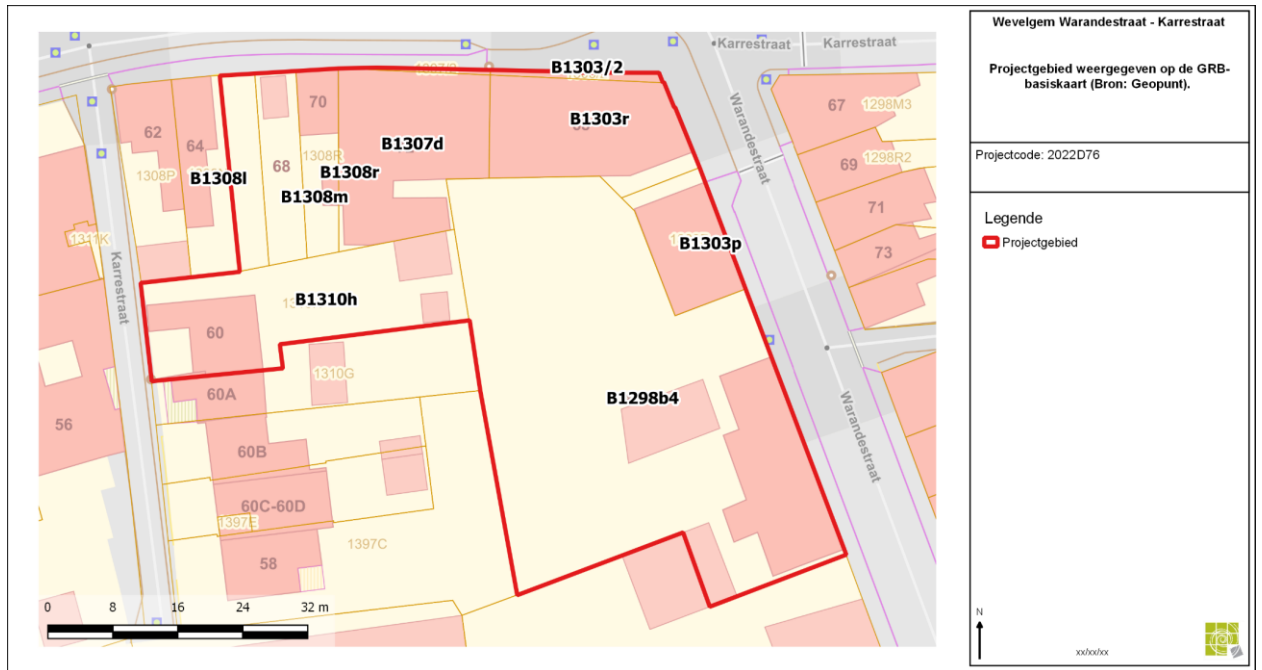 Wevelgem Warandestraat - Karrestraat
Projectgebied weergegeven op de GRB-
basiskaart (Bron: Geopunt).
Projectcode: 2022D76
Legende
Projectgebied
N
xx/xx/xx
Karrestraat
Karrestraat
B1303/2
67
1298M3
70
B1303r
62
B1307d
Warandestraat
64
1308R
69
1298R2
1308P
B1308l
68
B1308r
B1308m
71
1311K
B1303p
73
Karrestraat
B1310h
60
1310G
60A
B1298b4
56
Warandestraat
60B
60C-60D
1397E
1397C
58
0 8 16 24 32 m